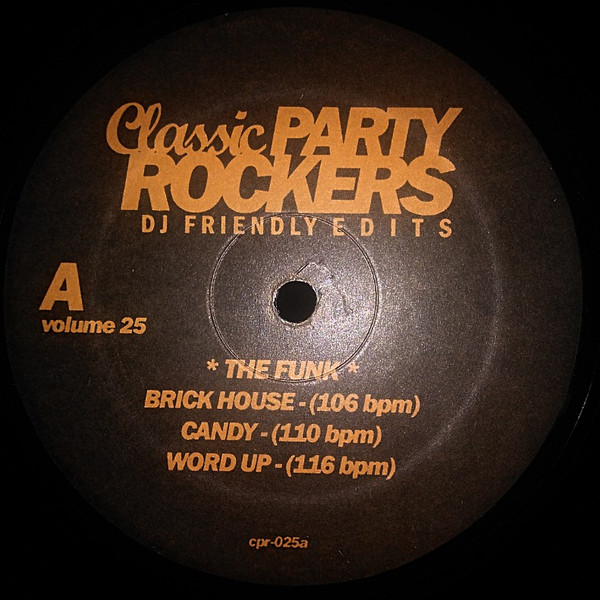 Classic PARTY
ROCKERS
DJ FRIENDLY EDITS
A
volume 25
* THE FUNK *
BRICK HOUSE - (106 bpm)
CANDY - (110 bpm)
WORD UP - (116 bpm)
cpr-025a